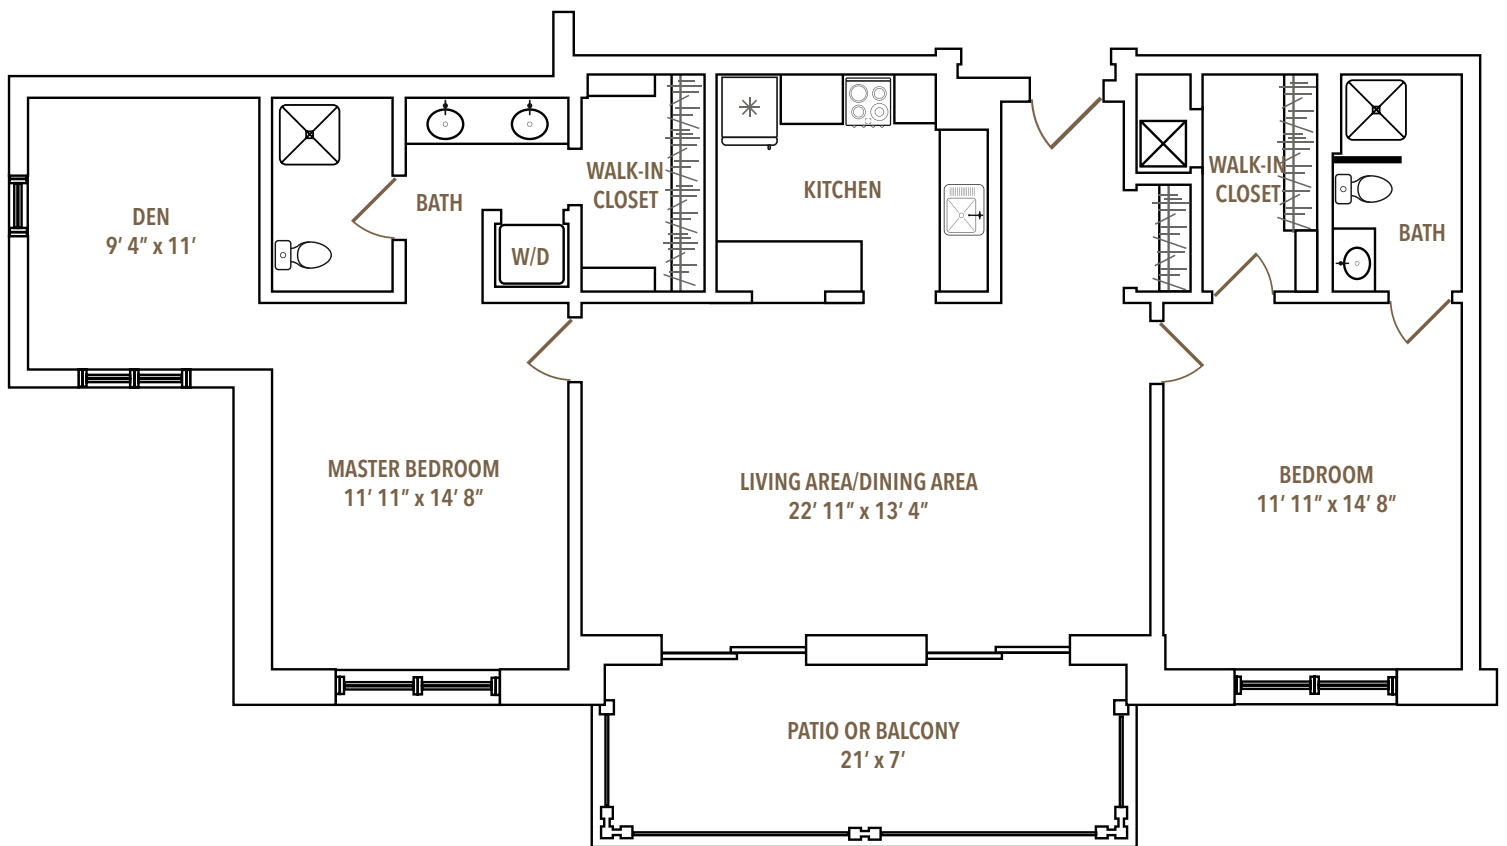 DEN
9' 4" x 11'
BATH
W/D
WALK-IN
CLOSET
KITCHEN
WALK-IN
CLOSET
BATH
MASTER BEDROOM
11' 11" x 14' 8"
LIVING AREA/DINING AREA
22' 11" x 13' 4"
BEDROOM
11' 11" x 14' 8"
PATIO OR BALCONY
21' x 7'